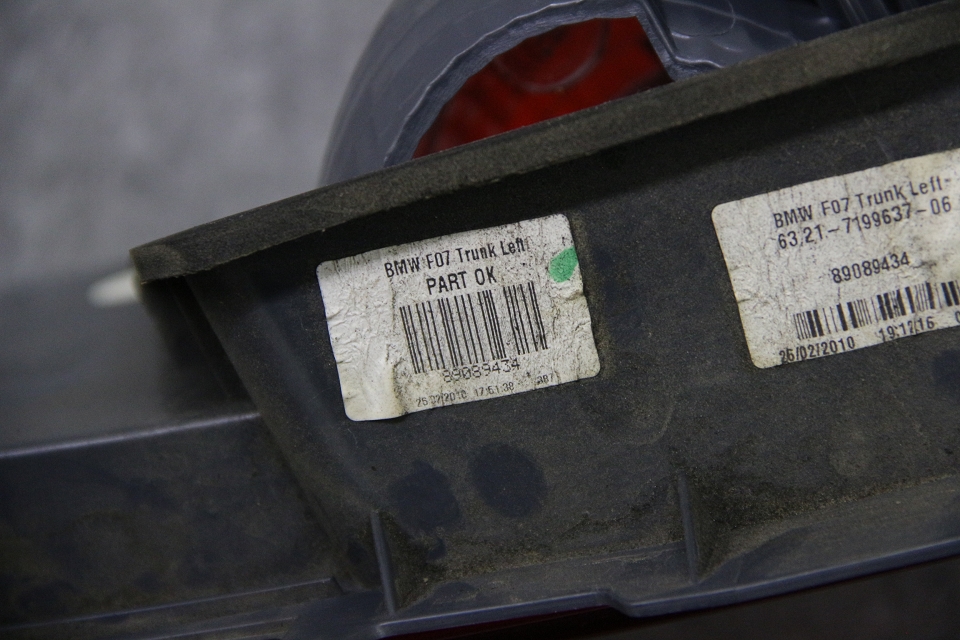 BMW F07 Trunk Left
PART OK
89089434
BMW F07 Trunk Left-
63.21-7199637-06
89089434
26/02/2010 19:12:16